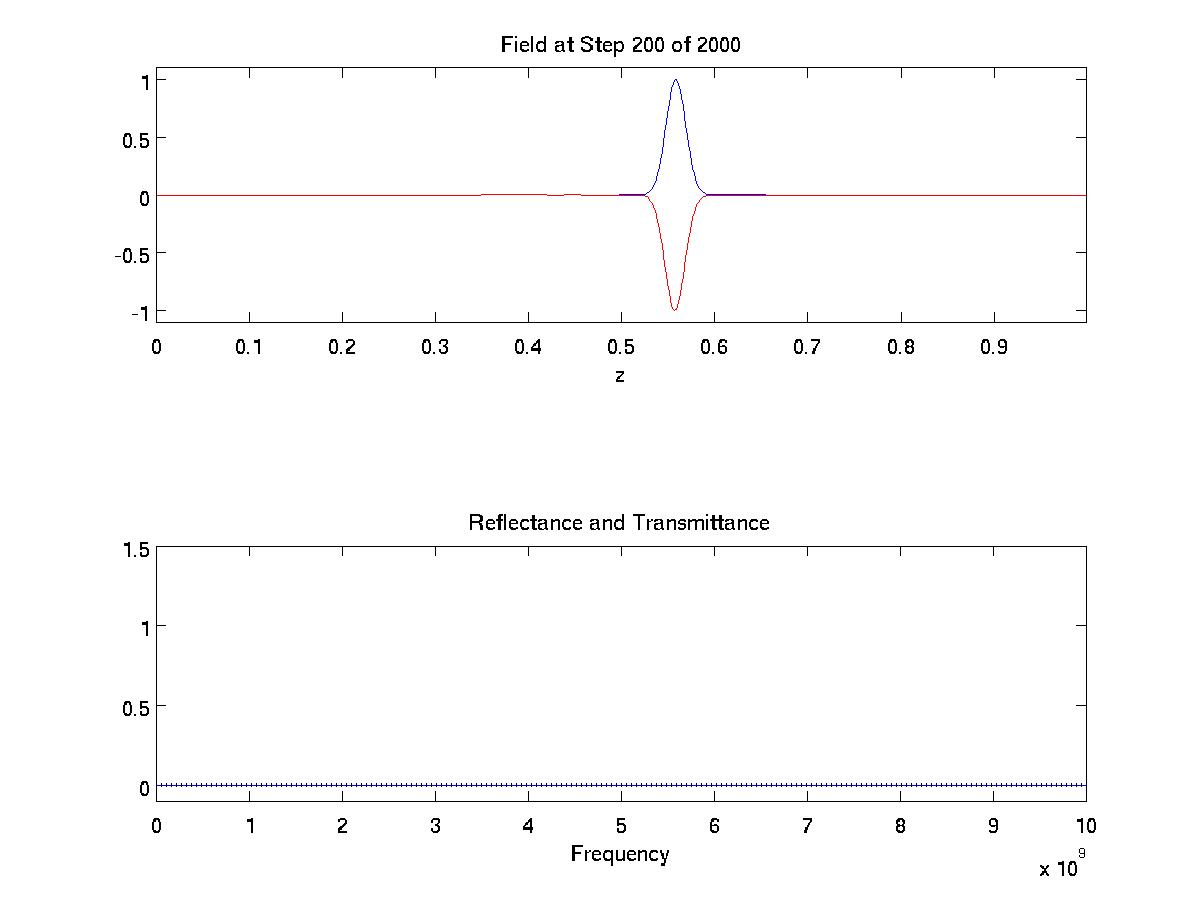 Field at Step 200 of 2000
1
0.5
0
-0.5
-1
0 0.1 0.2 0.3 0.4 0.5 0.6 0.7 0.8 0.9
z
Reflectance and Transmittance
1.5
1
0.5
0
0 1 2 3 4 5 6 7 8 9 10
Frequency
x 10⁹